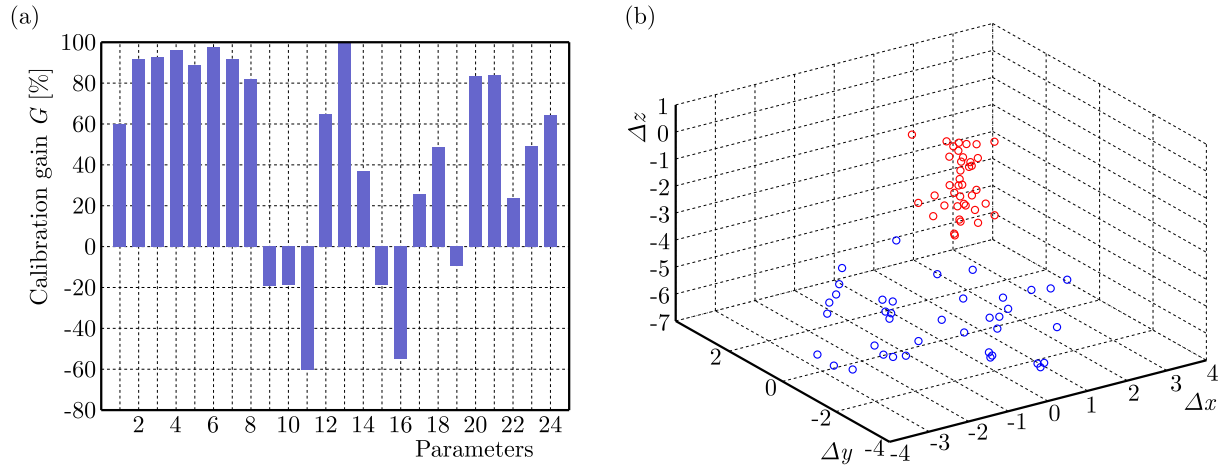 (a)
Calibration gain G [%]
100
80
60
40
20
0
-20
-40
-60
-80
2 4 6 8 10 12 14 16 18 20 22 24
Parameters
(b)
Δz
1
0
-1
-2
-3
-4
-5
-6
-7
2
0
-2
-4
Δy
-4 -3 -2 -1 0 1 2 3 4
Δx